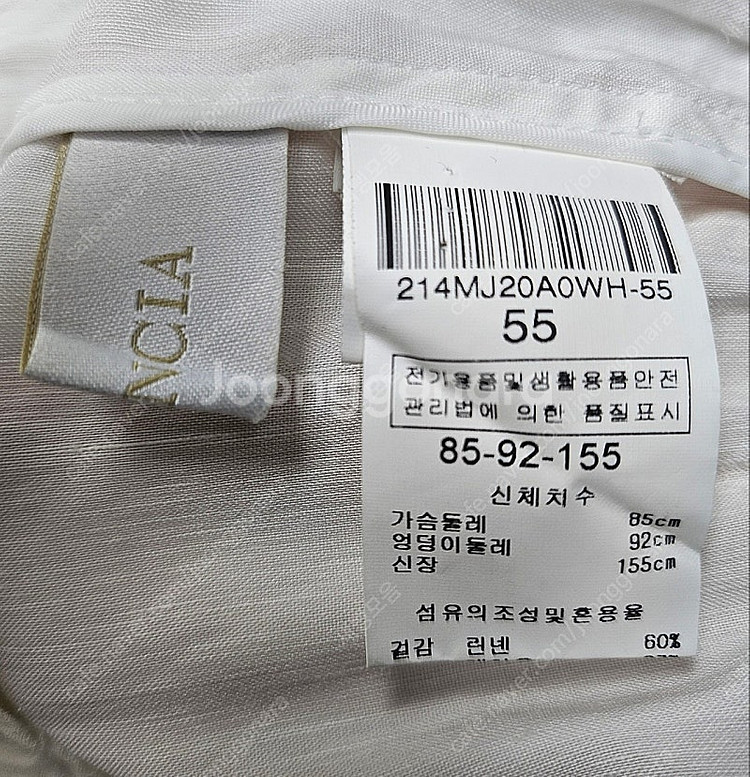 NCIA
214MJ20A0WH-55
55
전기용품및생활용품안전
관리법에 의한 품질표시
85-92-155
신체치수
가슴둘레 85cm
엉덩이둘레 92cm
신장 155cm
섬유의조성및혼용율
겉감 린넨 60%
Joonggonara